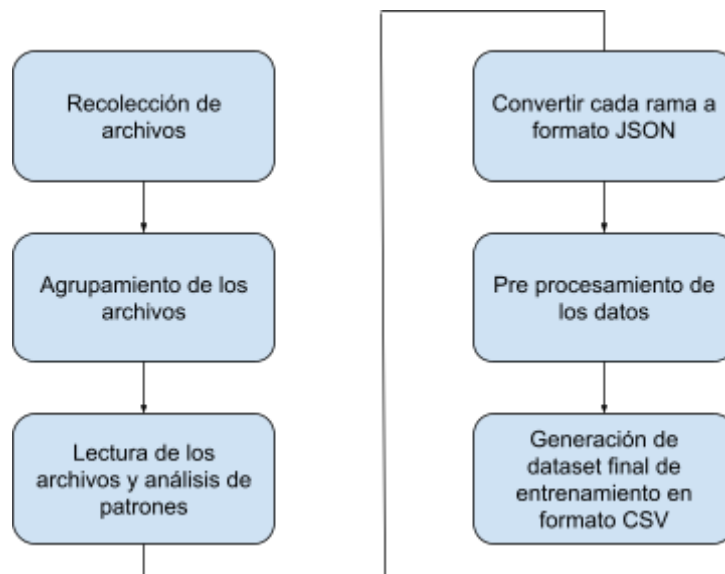 Recolección de
archivos
Agrupamiento de los
archivos
Lectura de los
archivos y análisis de
patrones
Convertir cada rama a
formato JSON
Pre procesamiento de
los datos
Generación de
dataset final de
entrenamiento en
formato CSV